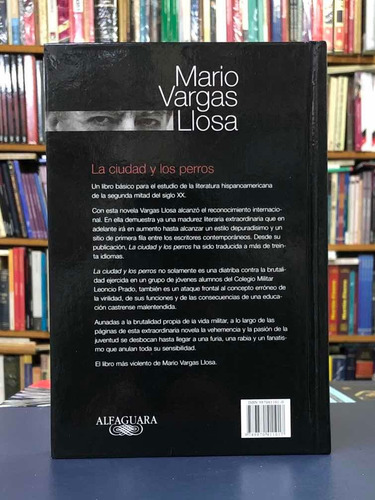 Mario
Vargas
Llosa
La ciudad y los perros
Un libro básico para el estudio de la literatura hispanoamericana
de la segunda mitad del siglo XX.
Con esta novela Vargas Llosa alcanzó el reconocimiento internacio-
nal. En ella demuestra ya una madurez literaria extraordinaria que en
adelante irá en aumento hasta alcanzar un estilo depuradísimo y un
sitio de primera fila entre los escritores contemporáneos. Desde su
publicación, La ciudad y los perros ha sido traducida a más de trein-
ta idiomas.
La ciudad y los perros no solamente es una diatriba contra la brutali-
dad ejercida en un grupo de jóvenes alumnos del Colegio Militar
Leoncio Prado, también es un ataque frontal al concepto erróneo de
la virilidad, de sus funciones y de las consecuencias de una educa-
ción castrense malentendida.
Aunadas a la brutalidad propia de la vida militar, a lo largo de las
páginas de esta extraordinaria novela la vehemencia y la pasión de la
juventud se desbocan hasta llegar a una furia, una rabia y un fanatis-
mo que anulan toda su sensibilidad.
El libro más violento de Mario Vargas Llosa.
ALFAGUARA